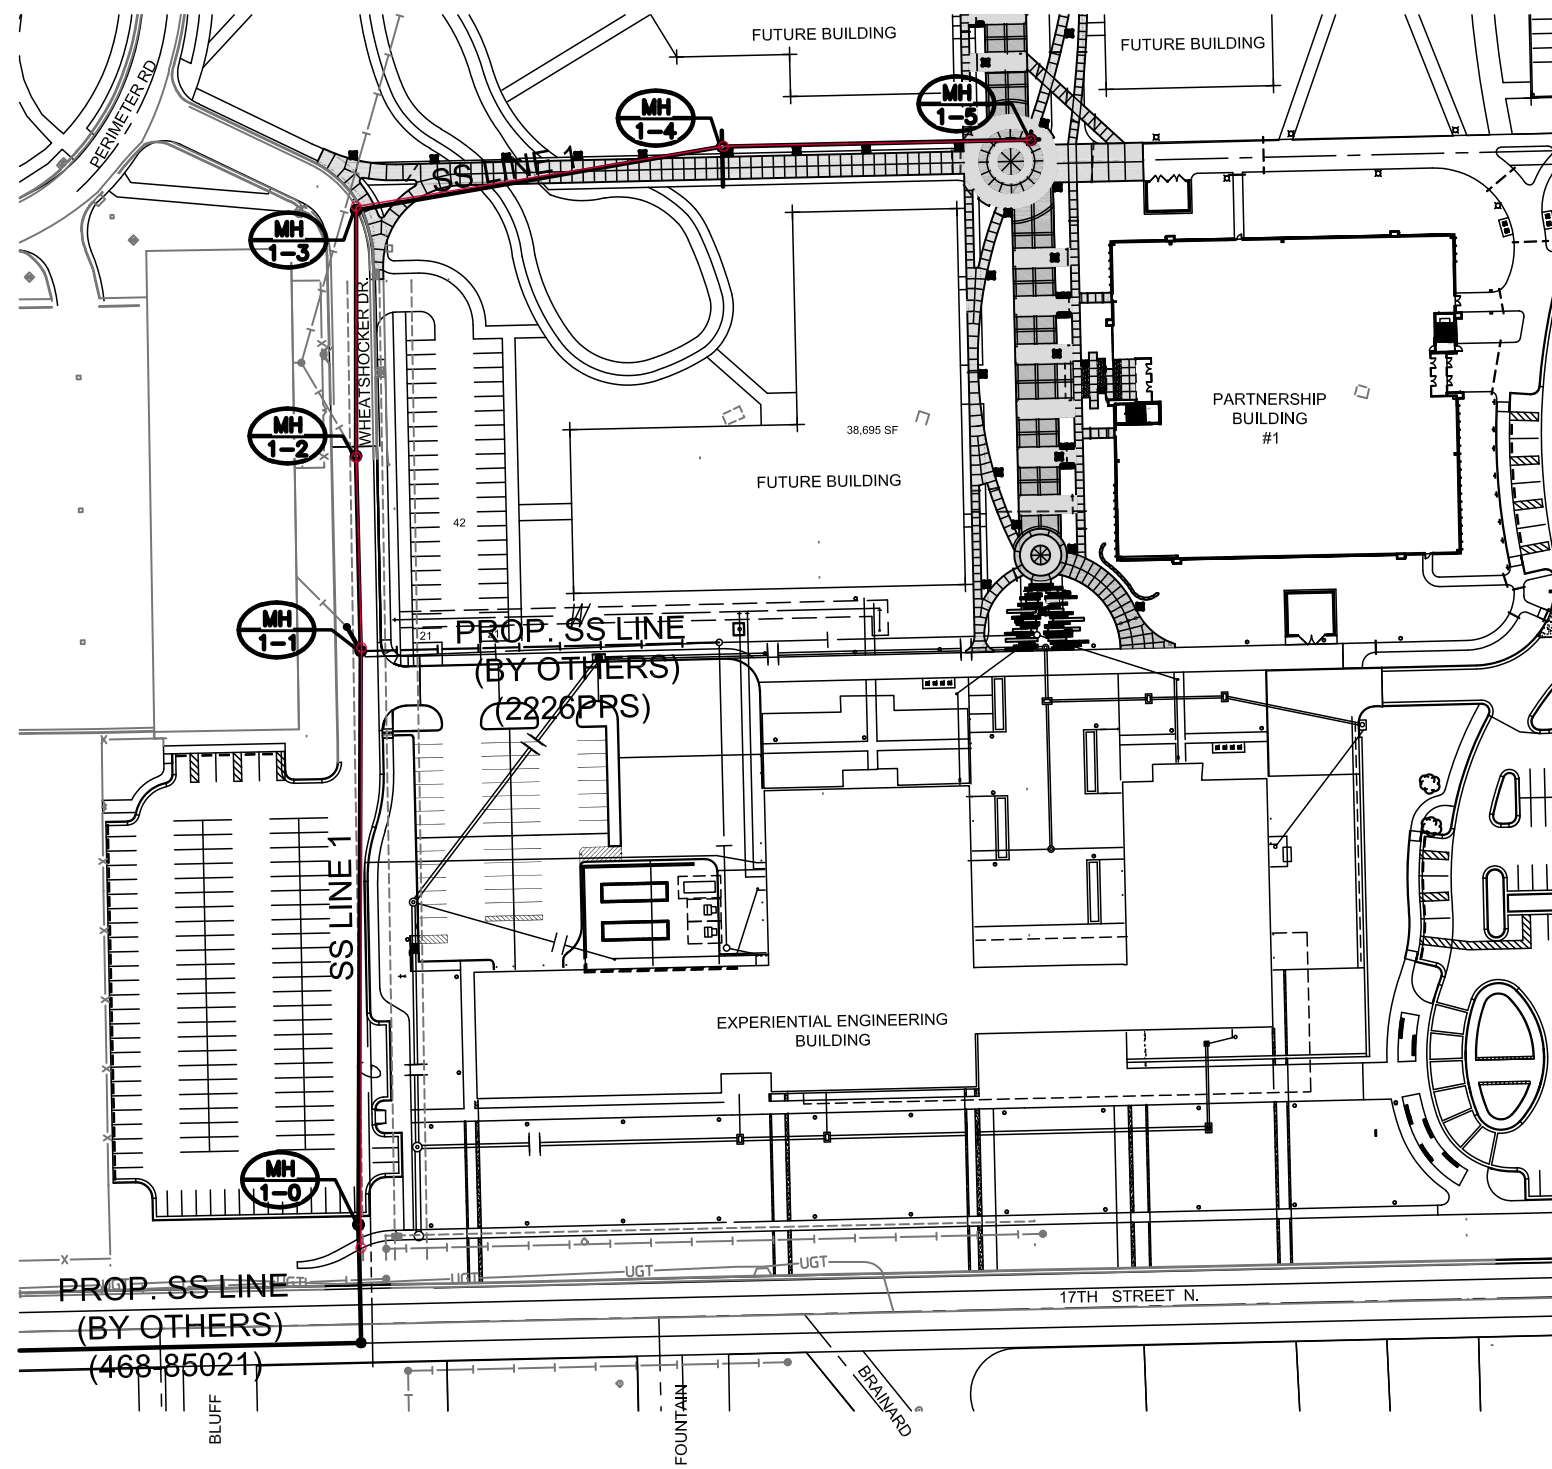 FUTURE BUILDING
FUTURE BUILDING
PERIMETER RD
MH
1-4
MH
1-5
SS LINE 1
MH
1-3
WHEATSHOCKER DR.
MH
1-2
38,695 SF
FUTURE BUILDING
PARTNERSHIP
BUILDING
#1
42
MH
1-1
21
PROP. SS LINE
(BY OTHERS)
(2226PPS)
SS LINE 1
EXPERIENTIAL ENGINEERING
BUILDING
MH
1-0
UGT
UGT
UGT
UGT
UGT
PROP. SS LINE
(BY OTHERS)
(468-85021)
17TH STREET N.
BLUFF
FOUNTAIN
BRAINARD